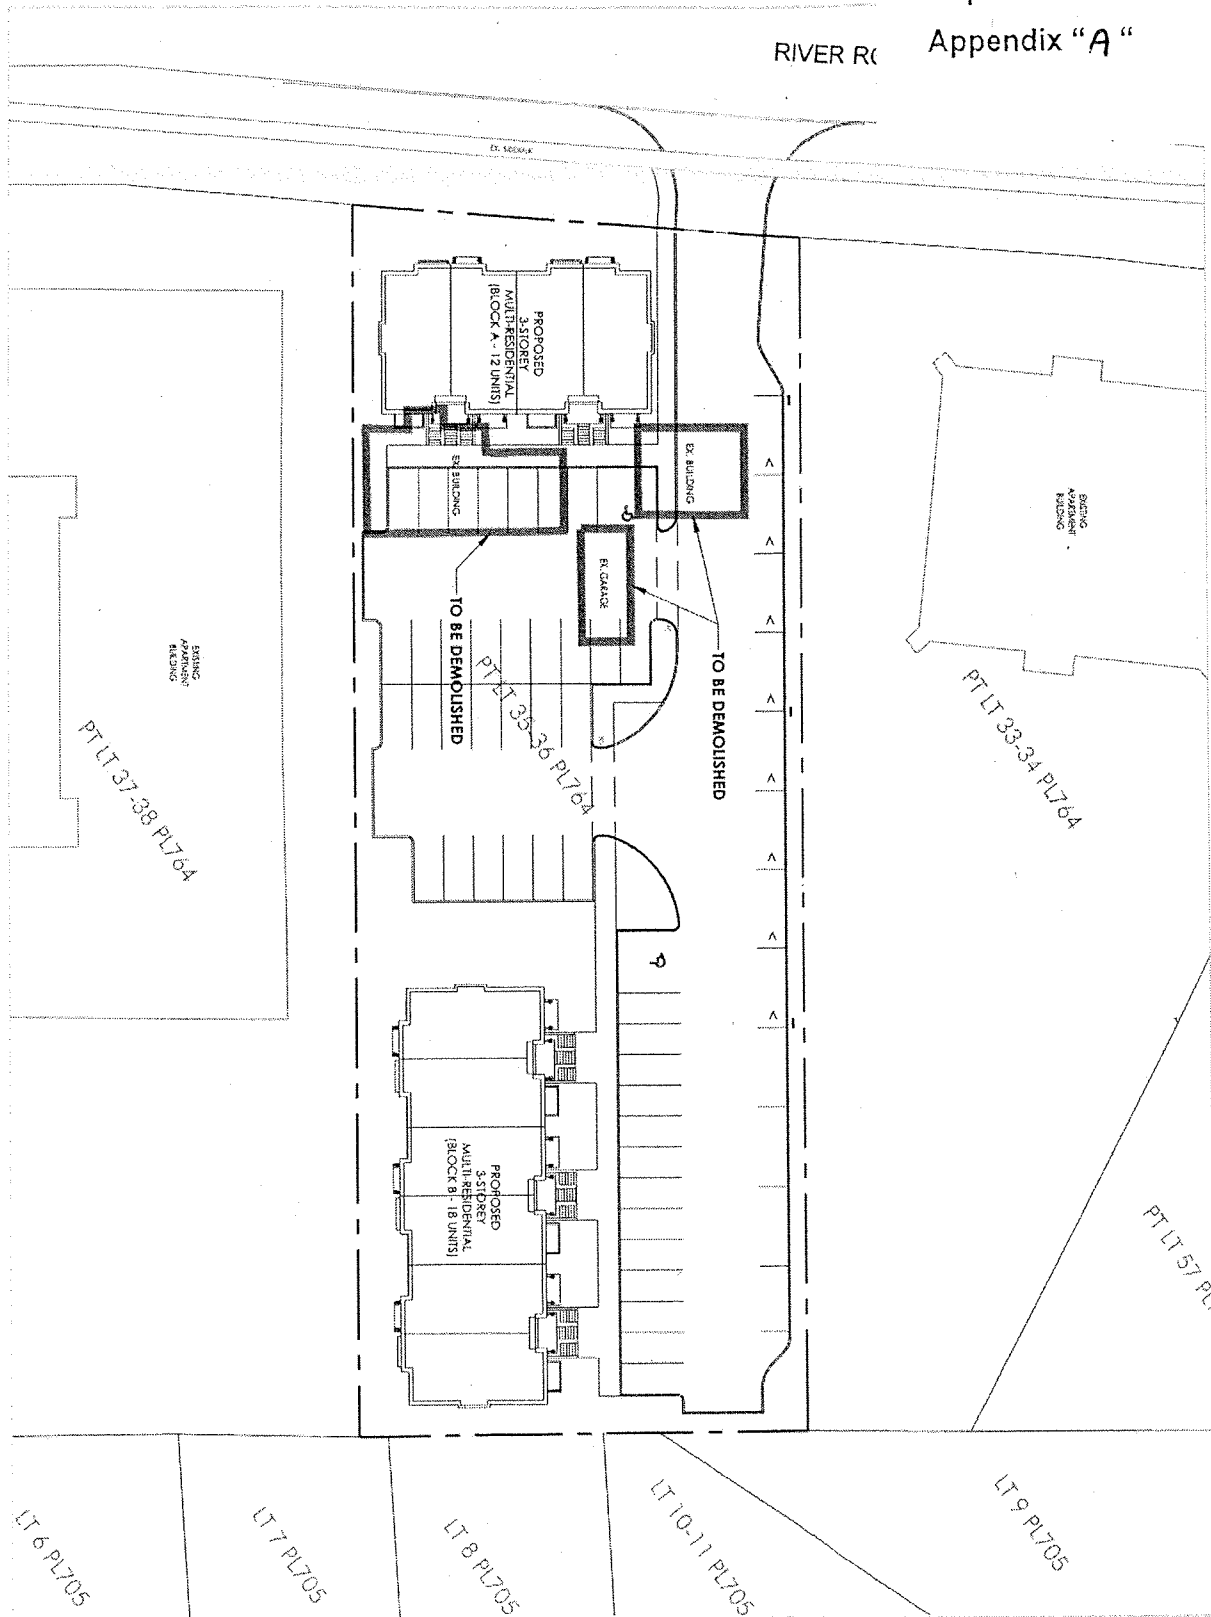 Appendix "A"
RIVER R
EX. SIDEWALK
PROPOSED
3-STOREY
MULTI-RESIDENTIAL
(BLOCK A - 12 UNITS)
EX. BUILDING
EX. BUILDING
EX. GARAGE
TO BE DEMOLISHED
TO BE DEMOLISHED
EXISTING
APARTMENT
BUILDING
EXISTING
APARTMENT
BUILDING
PT LT 37-38 PL764
PT LT 35-36 PL764
PT LT 33-34 PL764
PROPOSED
3-STOREY
MULTI-RESIDENTIAL
(BLOCK B - 18 UNITS)
PT LT 57 PL
LT 6 PL705
LT 7 PL705
LT 8 PL705
LT 10-11 PL705
LT 9 PL705